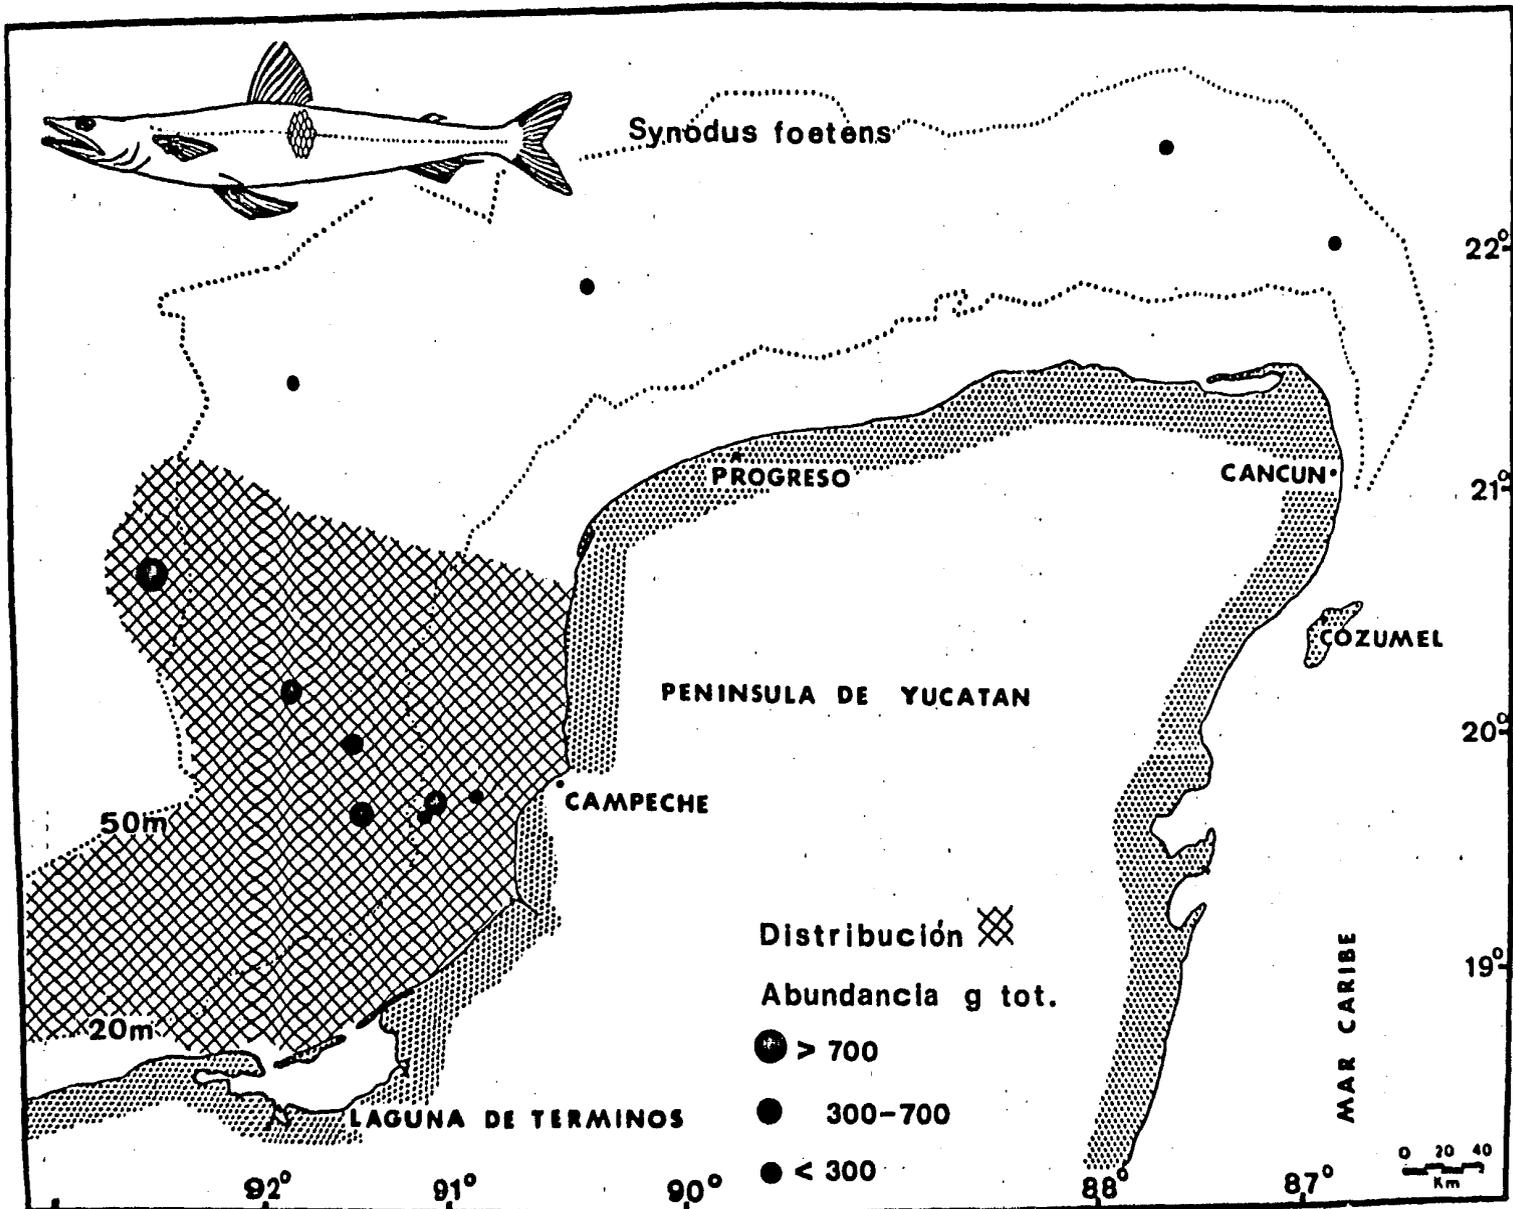 Synodus foetens
22°
21°
PROGRESO
CANCUN
COZUMEL
PENINSULA DE YUCATAN
20°
CAMPECHE
50m
Distribución
19°
Abundancia g tot.
20m
> 700
MAR CARIBE
300-700
LAGUNA DE TERMINOS
< 300
0 20 40
Km
92° 91° 90° 88° 87°